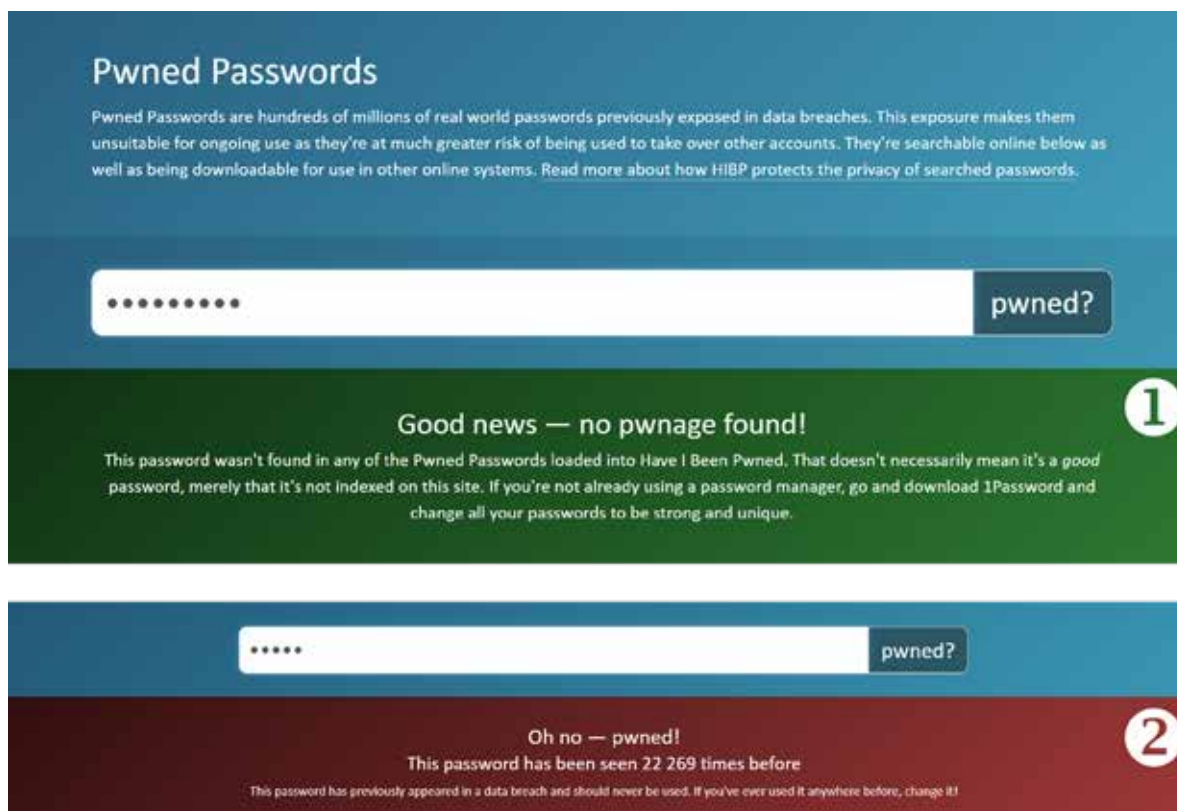 Pwned Passwords
Pwned Passwords are hundreds of millions of real world passwords previously exposed in data breaches. This exposure makes them
unsuitable for ongoing use as they're at much greater risk of being used to take over other accounts. They're searchable online below as
well as being downloadable for use in other online systems. Read more about how HIBP protects the privacy of searched passwords.
•••••••••
pwned?
1
Good news — no pwnage found!
This password wasn't found in any of the Pwned Passwords loaded into Have I Been Pwned. That doesn't necessarily mean it's a good
password, merely that it's not indexed on this site. If you're not already using a password manager, go and download 1Password and
change all your passwords to be strong and unique.
•••••
pwned?
2
Oh no — pwned!
This password has been seen 22 269 times before
This password has previously appeared in a data breach and should never be used. If you've ever used it anywhere before, change it!